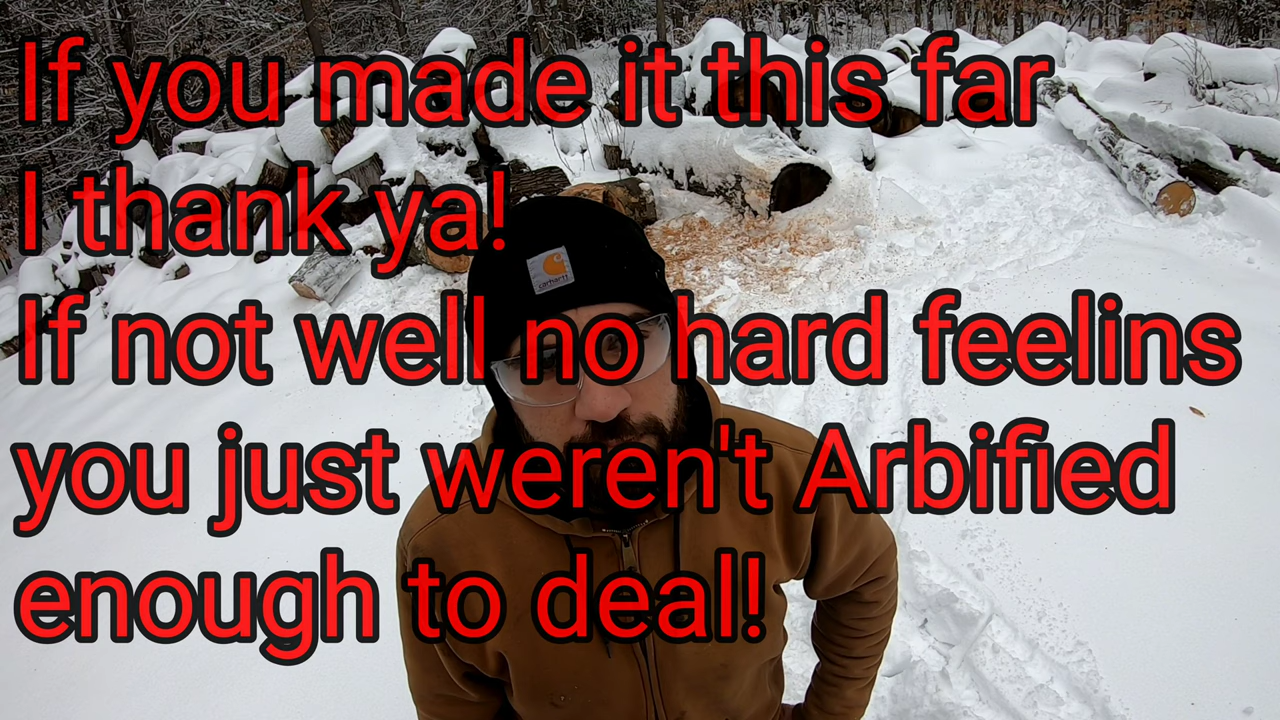 If you made it this far
I thank ya!
If not well no hard feelins
you just weren't Arbified
enough to deal!
carhartt